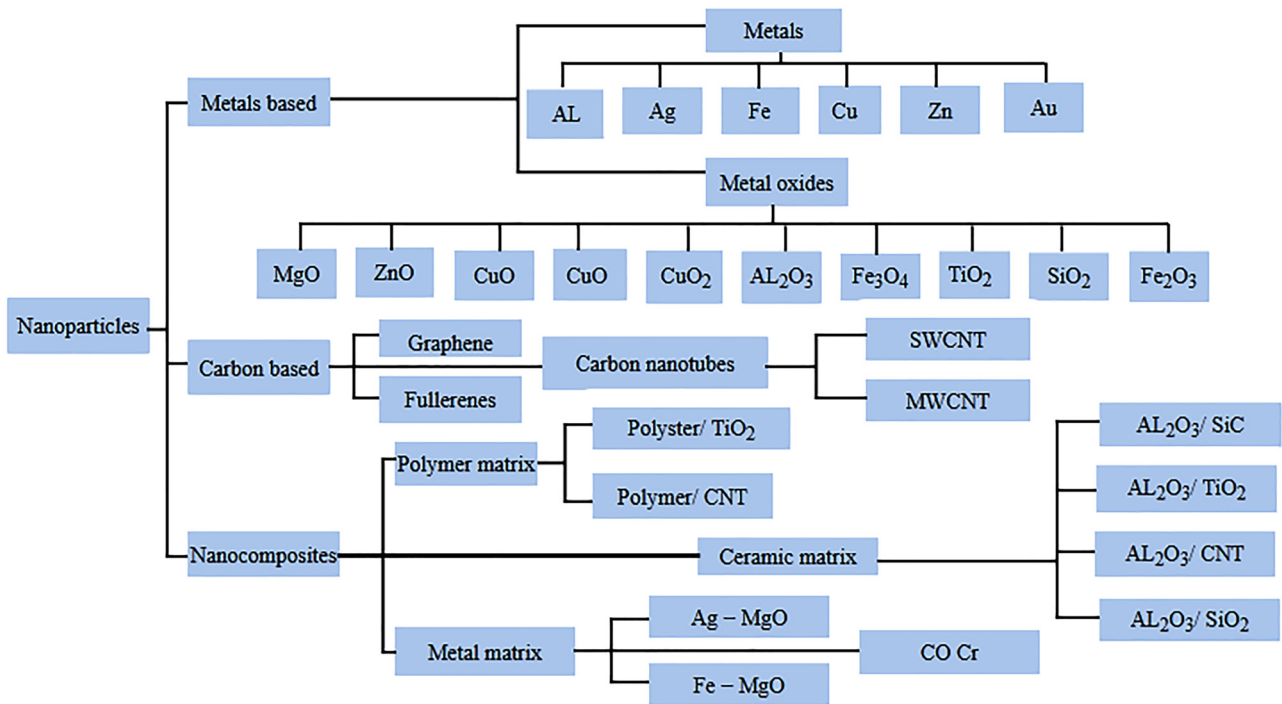 Metals
Metals based
AL
Ag
Fe
Cu
Zn
Au
Metal oxides
MgO
ZnO
CuO
CuO
CuO₂
AL₂O₃
Fe₃O₄
TiO₂
SiO₂
Fe₂O₃
Nanoparticles
Carbon based
Graphene
Fullerenes
Carbon nanotubes
SWCNT
MWCNT
Nanocomposites
Polymer matrix
Polyster/ TiO₂
Polymer/ CNT
Ceramic matrix
AL₂O₃/ SiC
AL₂O₃/ TiO₂
AL₂O₃/ CNT
AL₂O₃/ SiO₂
Metal matrix
Ag – MgO
Fe – MgO
CO Cr